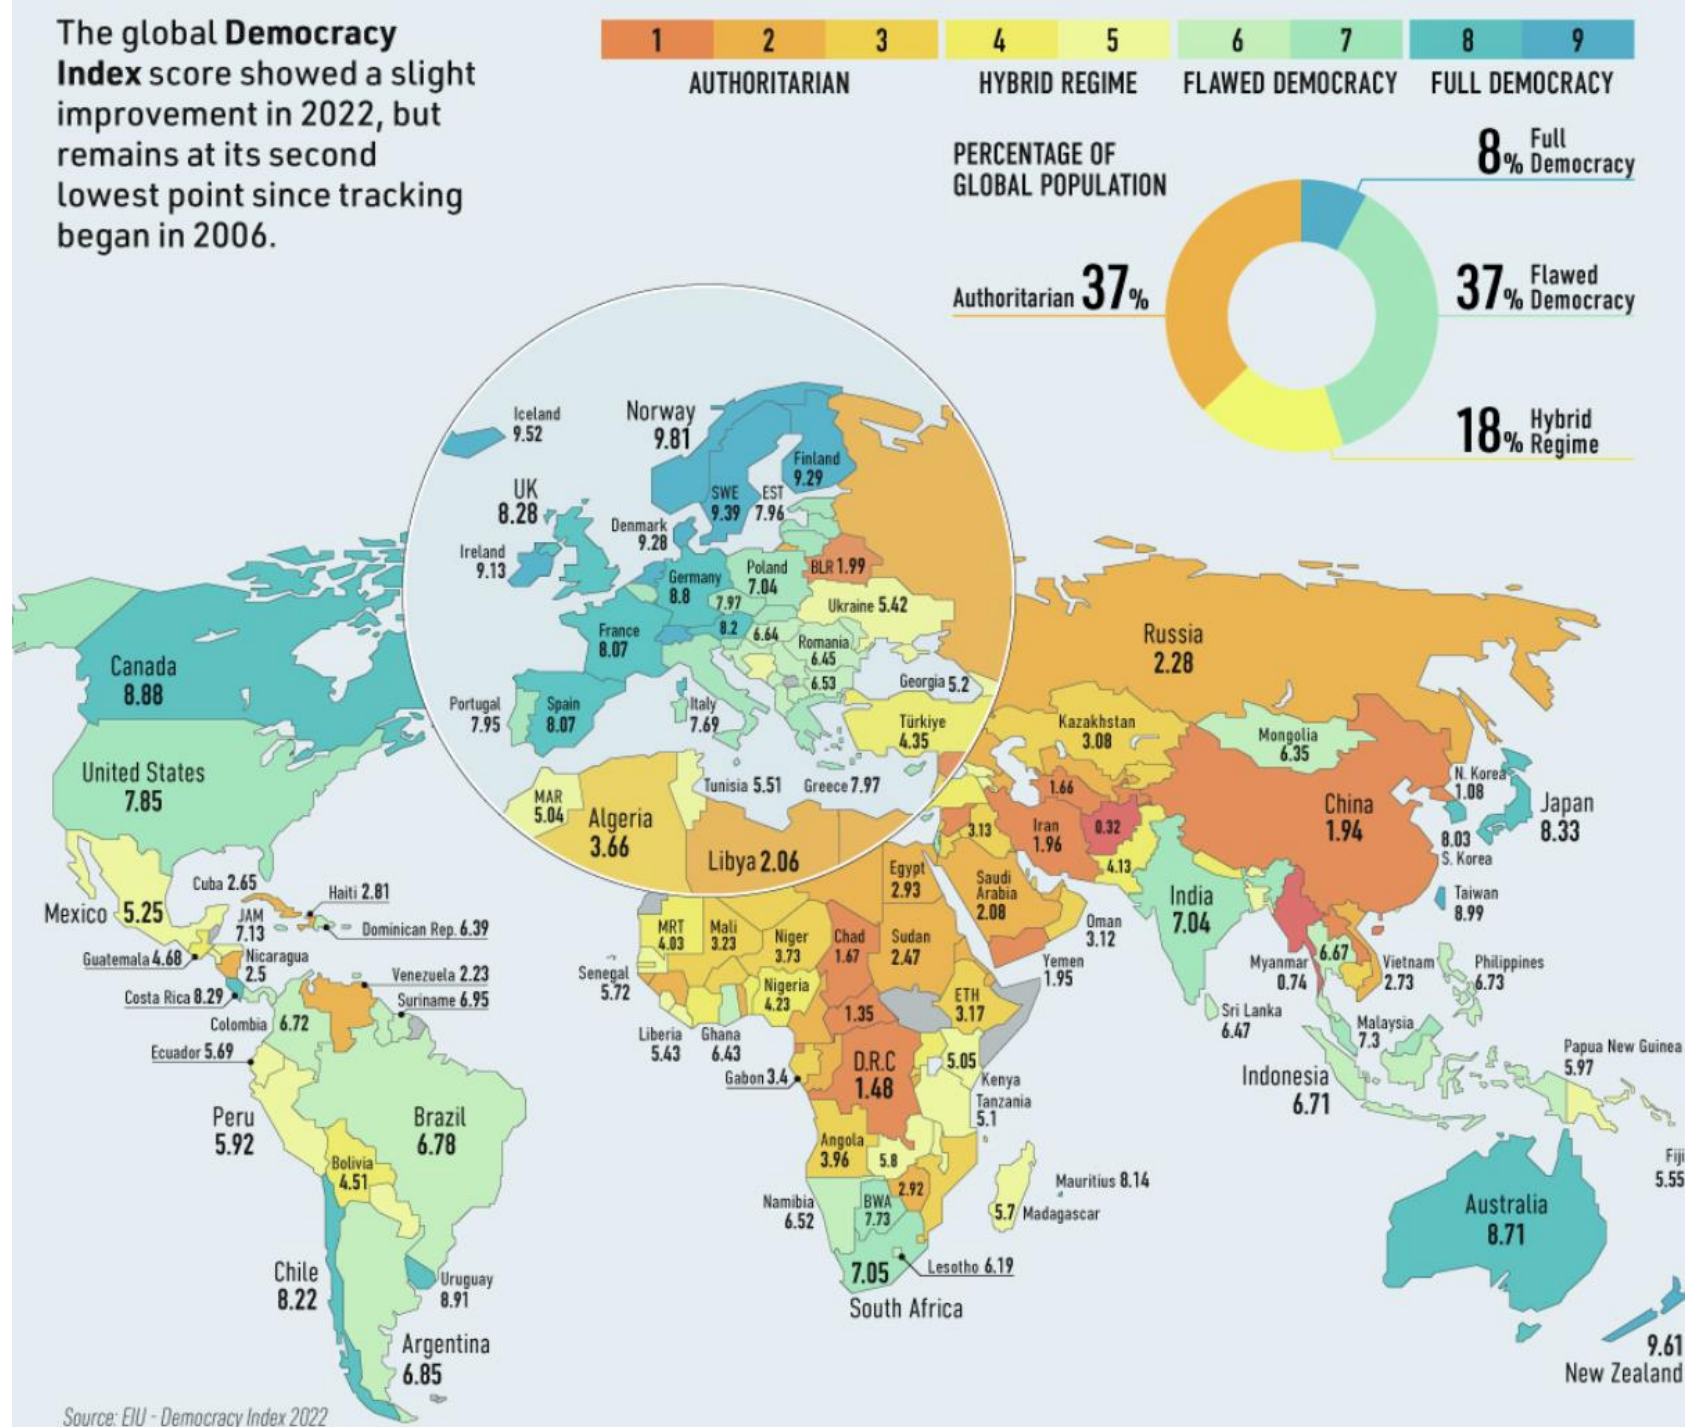 The global Democracy
Index score showed a slight
improvement in 2022, but
remains at its second
lowest point since tracking
began in 2006.
1 2 3 4 5 6 7 8 9
AUTHORITARIAN HYBRID REGIME FLAWED DEMOCRACY FULL DEMOCRACY
PERCENTAGE OF
GLOBAL POPULATION
8% Full
Democracy
Authoritarian 37%
37% Flawed
Democracy
18% Hybrid
Regime
Iceland
9.52
Norway
9.81
Finland
9.29
UK
8.28
SWE
9.39
EST
7.96
Denmark
9.28
Ireland
9.13
Germany
8.8
Poland
7.04
BLR 1.99
7.97
Ukraine 5.42
France
8.07
8.2
6.64
Romania
6.45
6.53
Georgia 5.2
Portugal
7.95
Spain
8.07
Italy
7.69
Türkiye
4.35
Tunisia 5.51
Greece 7.97
MAR
5.04
Algeria
3.66
Libya 2.06
Canada
8.88
United States
7.85
Mexico 5.25
Cuba 2.65
Haiti 2.81
JAM
7.13
Dominican Rep. 6.39
Guatemala 4.68
Nicaragua
2.5
Costa Rica 8.29
Venezuela 2.23
Suriname 6.95
Colombia 6.72
Ecuador 5.69
Peru
5.92
Brazil
6.78
Bolivia
4.51
Chile
8.22
Uruguay
8.91
Argentina
6.85
Russia
2.28
Kazakhstan
3.08
Mongolia
6.35
N. Korea
1.08
China
1.94
Japan
8.33
8.03
S. Korea
1.66
Iran
1.96
0.32
3.13
4.13
Taiwan
8.99
India
7.04
Egypt
2.93
Saudi
Arabia
2.08
Oman
3.12
Yemen
1.95
MRT
4.03
Mali
3.23
Niger
3.73
Chad
1.67
Sudan
2.47
Senegal
5.72
Nigeria
4.23
ETH
3.17
Liberia
5.43
Ghana
6.43
1.35
Gabon 3.4
D.R.C
1.48
5.05
Kenya
Tanzania
5.1
Angola
3.96
5.8
2.92
Namibia
6.52
BWA
7.73
5.7 Madagascar
Mauritius 8.14
7.05
South Africa
Lesotho 6.19
Myanmar
0.74
6.67
Vietnam
2.73
Philippines
6.73
Sri Lanka
6.47
Malaysia
7.3
Indonesia
6.71
Papua New Guinea
5.97
Fiji
5.55
Australia
8.71
9.61
New Zealand
Source: EIU - Democracy Index 2022